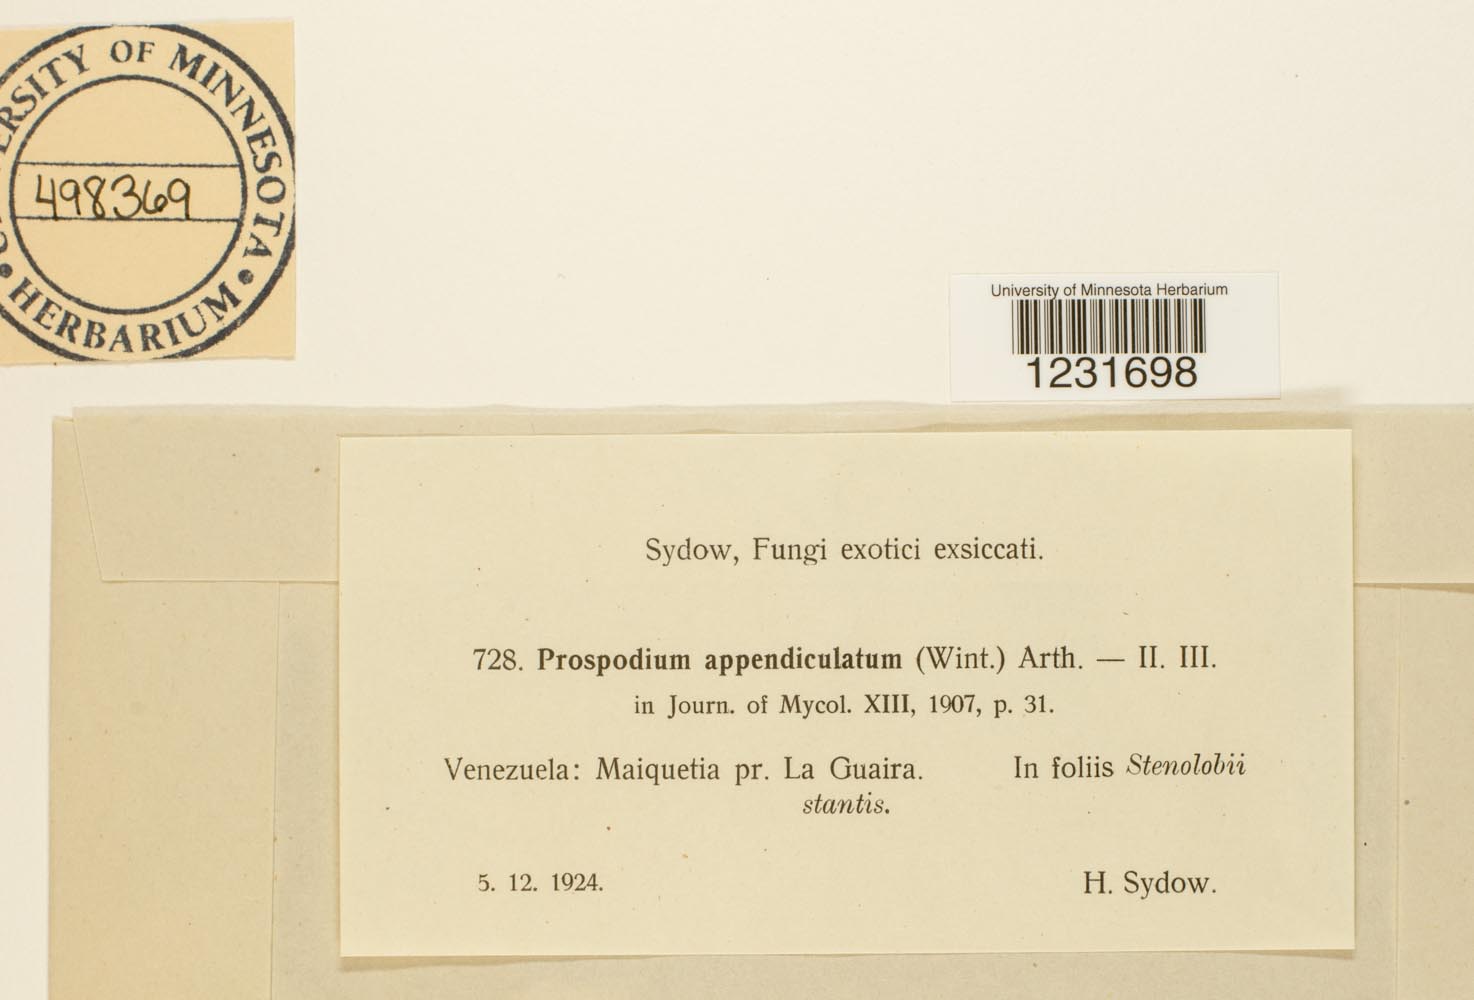 UNIVERSITY OF MINNESOTA
498369
• HERBARIUM •
University of Minnesota Herbarium
1231698
Sydow, Fungi exotici exsiccati.
728. Prospodium appendiculatum (Wint.) Arth. — II. III.
in Journ. of Mycol. XIII, 1907, p. 31.
Venezuela: Maiquetia pr. La Guaira. In foliis Stenolobii
stantis.
5. 12. 1924. H. Sydow.